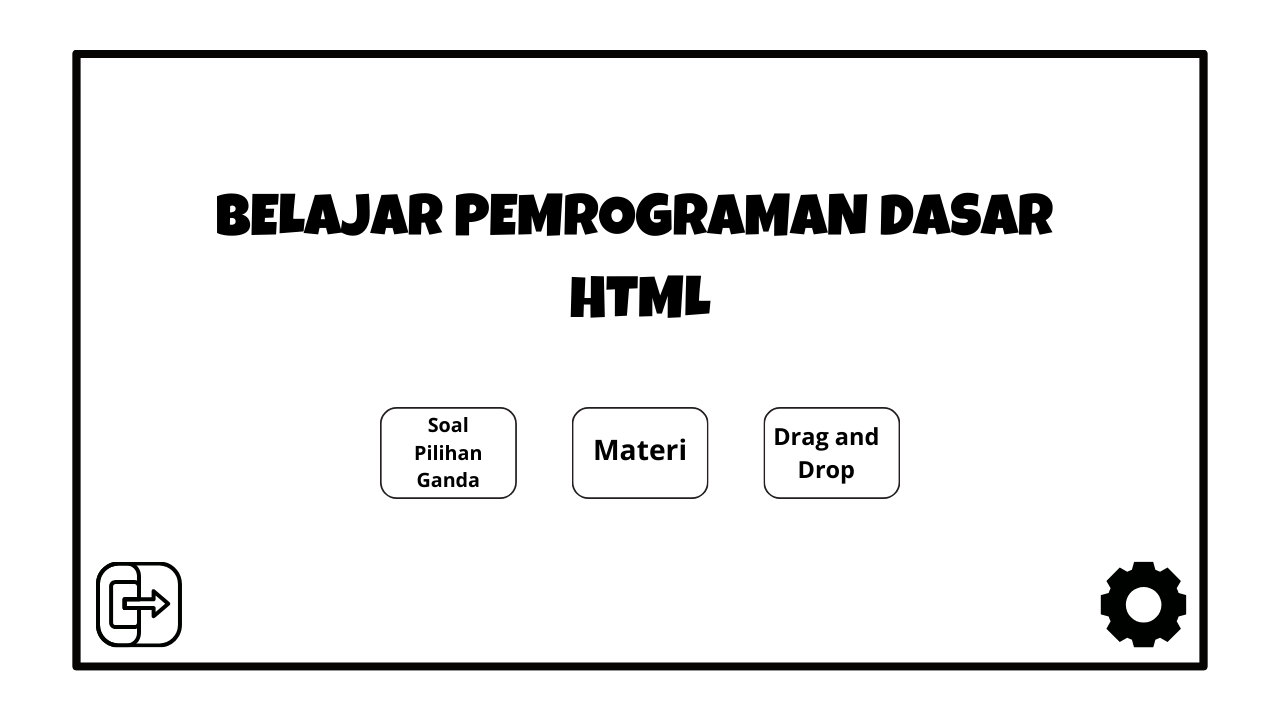 BELAJAR PEMROGRAMAN DASAR
HTML
Soal
Pilihan
Ganda
Materi
Drag and
Drop